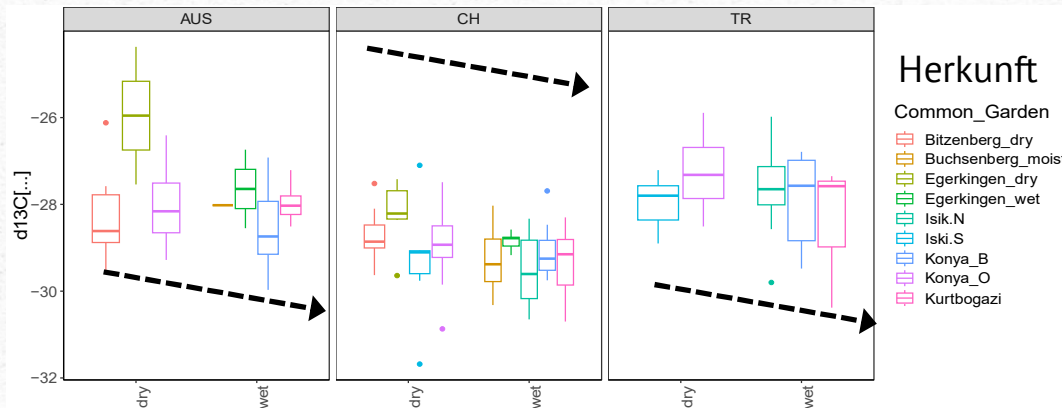 AUS
CH
TR
Herkunft
Common_Garden
Bitzenberg_dry
Buchsenberg_moist
Egerkingen_dry
Egerkingen_wet
Isik.N
Iski.S
Konya_B
Konya_O
Kurtbogazi
d13C[...]
−26
−28
−30
−32
dry
wet
dry
wet
dry
wet